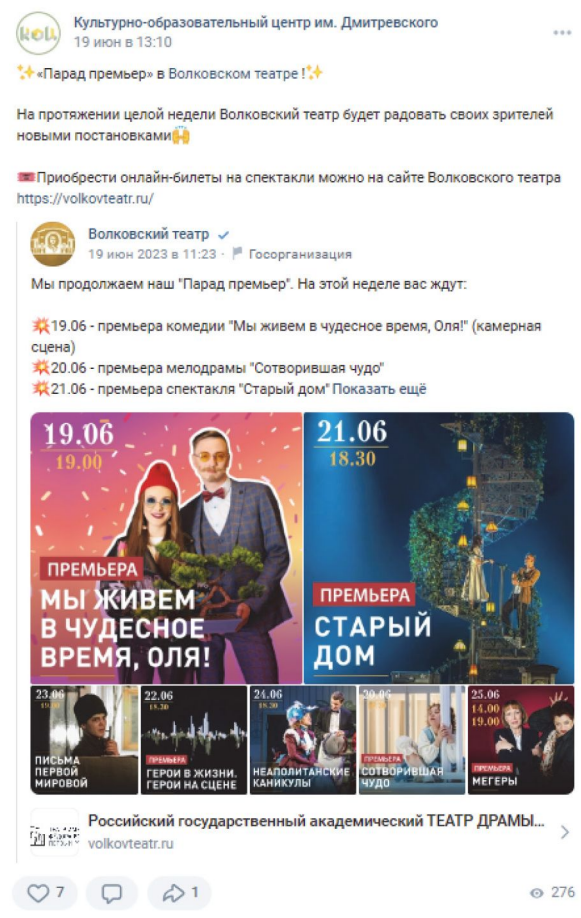 коц
Культурно-образовательный центр им. Дмитревского
19 июн в 13:10
«Парад премьер» в Волковском театре !
На протяжении целой недели Волковский театр будет радовать своих зрителей
новыми постановками
Приобрести онлайн-билеты на спектакли можно на сайте Волковского театра
https://volkovteatr.ru/
Волковский театр
19 июн 2023 в 11:23 · Госорганизация
Мы продолжаем наш "Парад премьер". На этой неделе вас ждут:
19.06 - премьера комедии "Мы живем в чудесное время, Оля!" (камерная
сцена)
20.06 - премьера мелодрамы "Сотворившая чудо"
21.06 - премьера спектакля "Старый дом" Показать ещё
19.06
19.00
ПРЕМЬЕРА
МЫ ЖИВЕМ
В ЧУДЕСНОЕ
ВРЕМЯ, ОЛЯ!
21.06
18.30
ПРЕМЬЕРА
СТАРЫЙ
ДОМ
23.06
ПИСЬМА
ПЕРВОЙ
МИРОВОЙ
22.06
18.30
ПРЕМЬЕРА
ГЕРОИ В ЖИЗНИ.
ГЕРОИ НА СЦЕНЕ
24.06
18.30
НЕАПОЛИТАНСКИЕ
КАНИКУЛЫ
20.06
ПРЕМЬЕРА
СОТВОРИВШАЯ
ЧУДО
25.06
14.00
19.00
ПРЕМЬЕРА
МЕГЕРЫ
Российский государственный академический ТЕАТР ДРАМЫ...
volkovteatr.ru
7
1
276